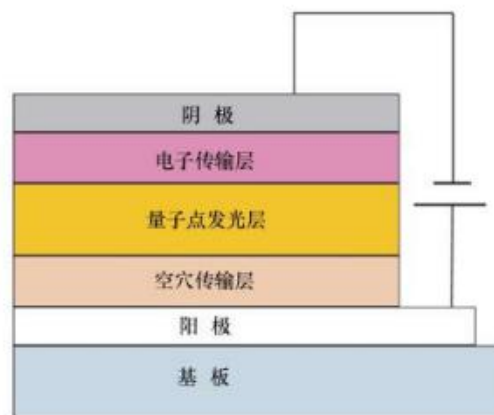 阴 极
电子传输层
量子点发光层
空穴传输层
阳 极
基 板